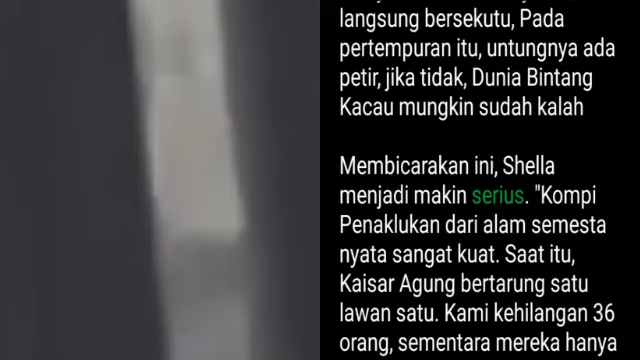 langsung bersekutu, Pada
pertempuran itu, untungnya ada
petir, jika tidak, Dunia Bintang
Kacau mungkin sudah kalah
Membicarakan ini, Shella
menjadi makin serius. "Kompi
Penaklukan dari alam semesta
nyata sangat kuat. Saat itu,
Kaisar Agung bertarung satu
lawan satu. Kami kehilangan 36
orang, sementara mereka hanya